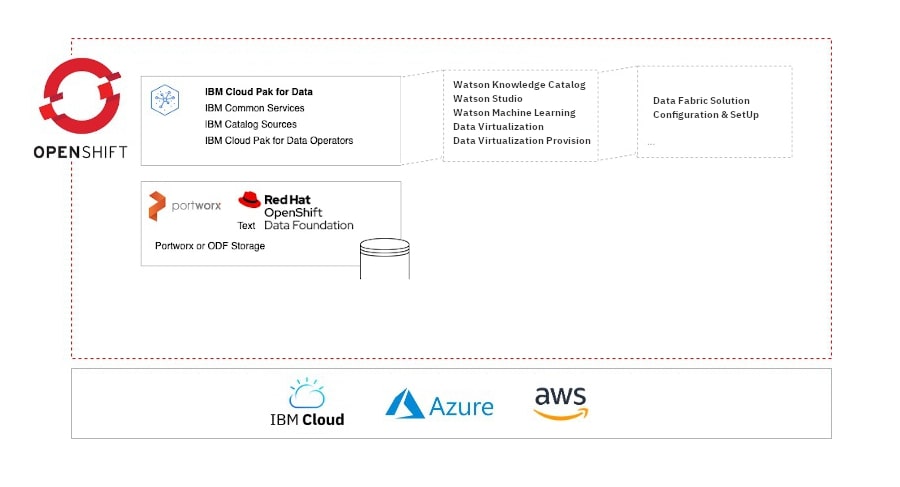 OPENSHIFT
IBM Cloud Pak for Data
IBM Common Services
IBM Catalog Sources
IBM Cloud Pak for Data Operators
Watson Knowledge Catalog
Watson Studio
Watson Machine Learning
Data Virtualization
Data Virtualization Provision
Data Fabric Solution
Configuration & SetUp
...
portworx
Red Hat
OpenShift
Text Data Foundation
Portworx or ODF Storage
IBM Cloud
Azure
aws